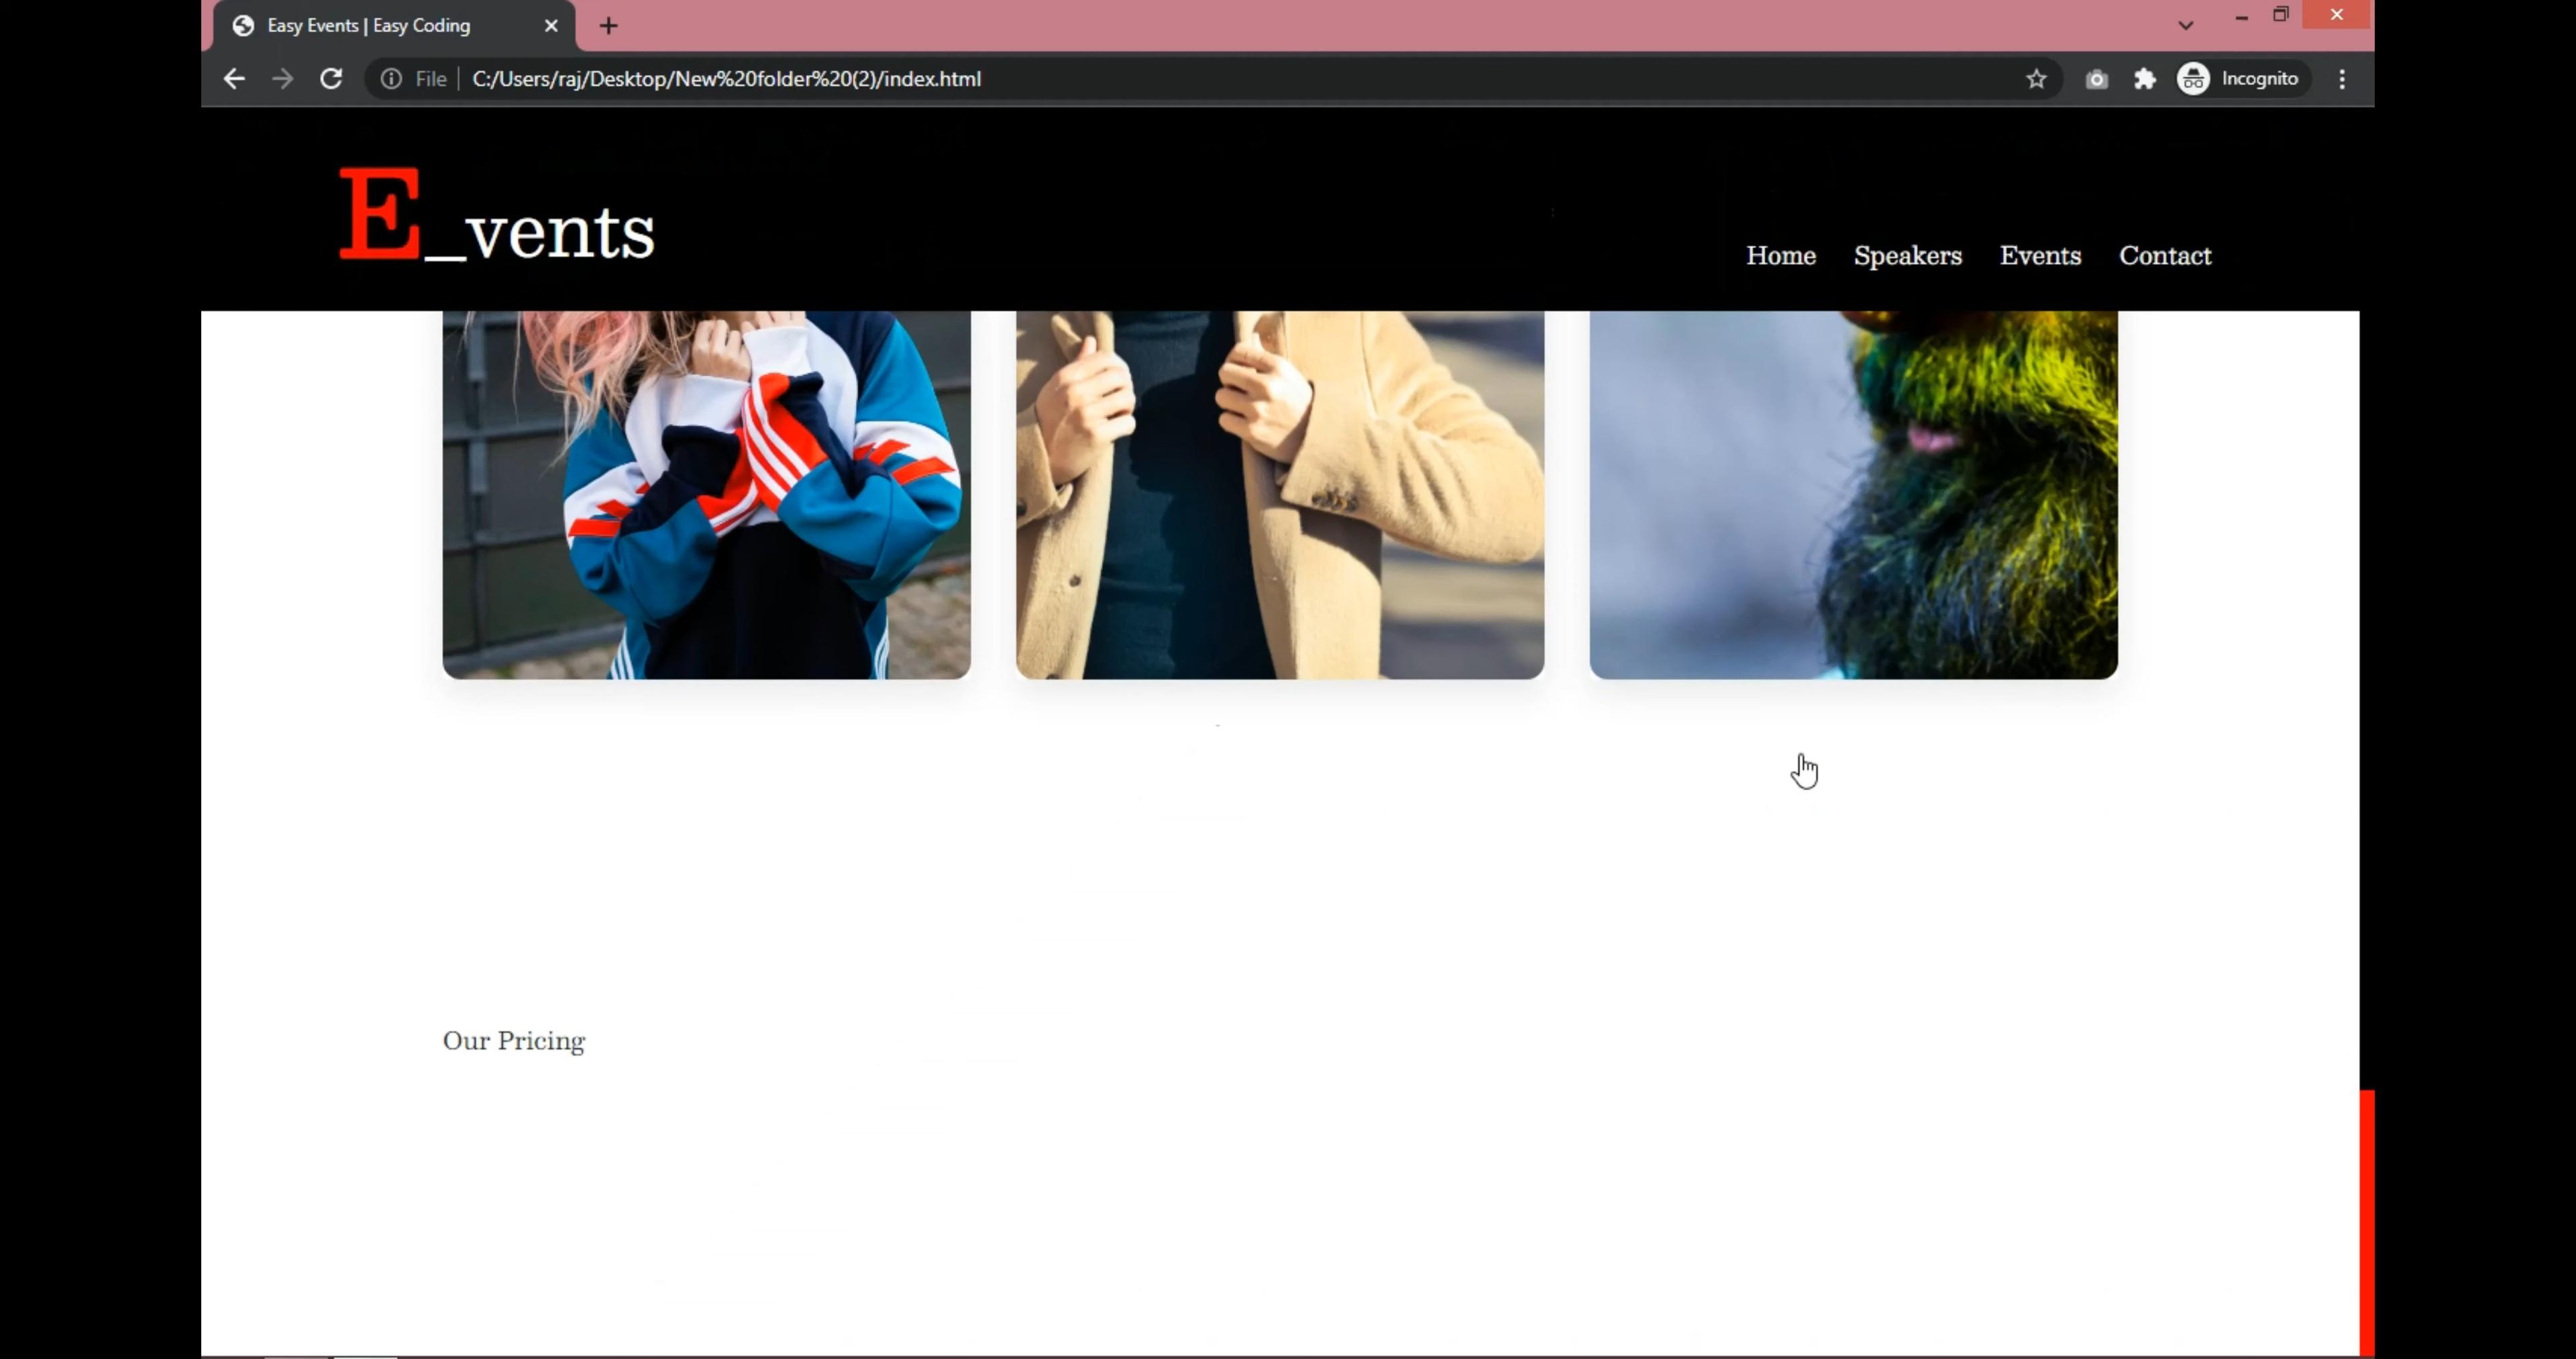 Easy Events | Easy Coding
File C:/Users/raj/Desktop/New%20folder%20(2)/index.html
Incognito
E_vents
Home Speakers Events Contact
Our Pricing